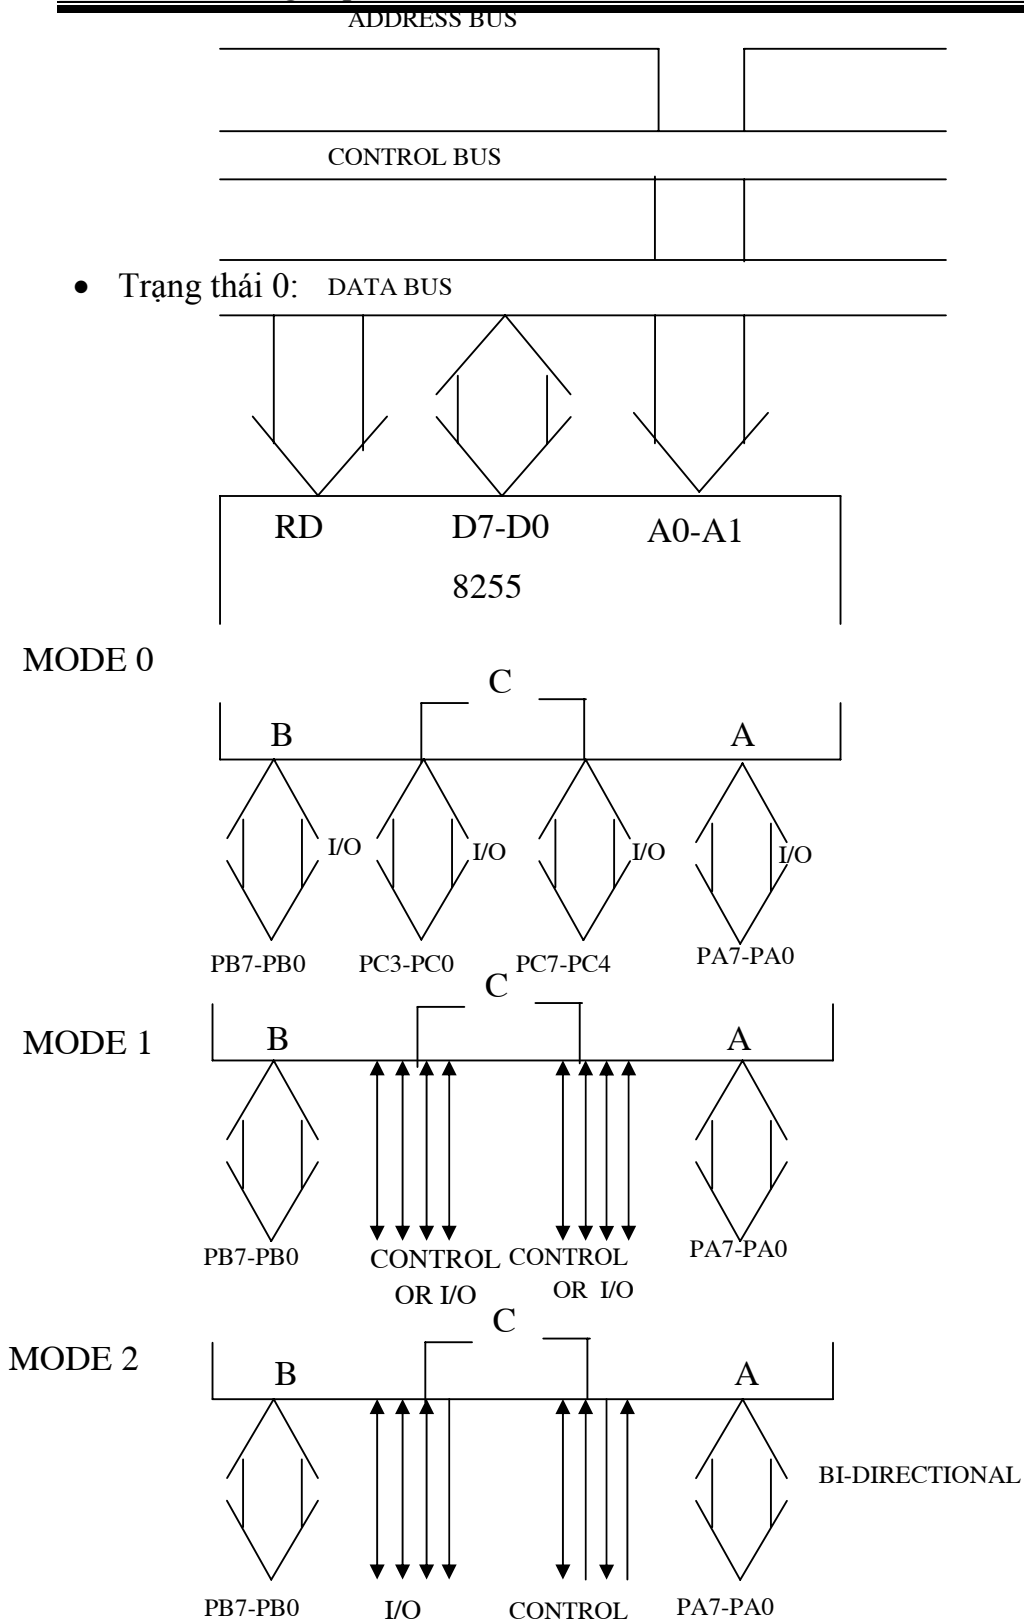 ADDRESS BUS
CONTROL BUS
• Trạng thái 0: DATA BUS
RD D7-D0 A0-A1
8255
MODE 0
C
B A
I/O I/O I/O I/O
PB7-PB0 PC3-PC0 PC7-PC4 PA7-PA0
C
MODE 1 B A
PB7-PB0 CONTROL CONTROL PA7-PA0
OR I/O OR I/O
C
MODE 2 B A
BI-DIRECTIONAL
PB7-PB0 I/O CONTROL PA7-PA0